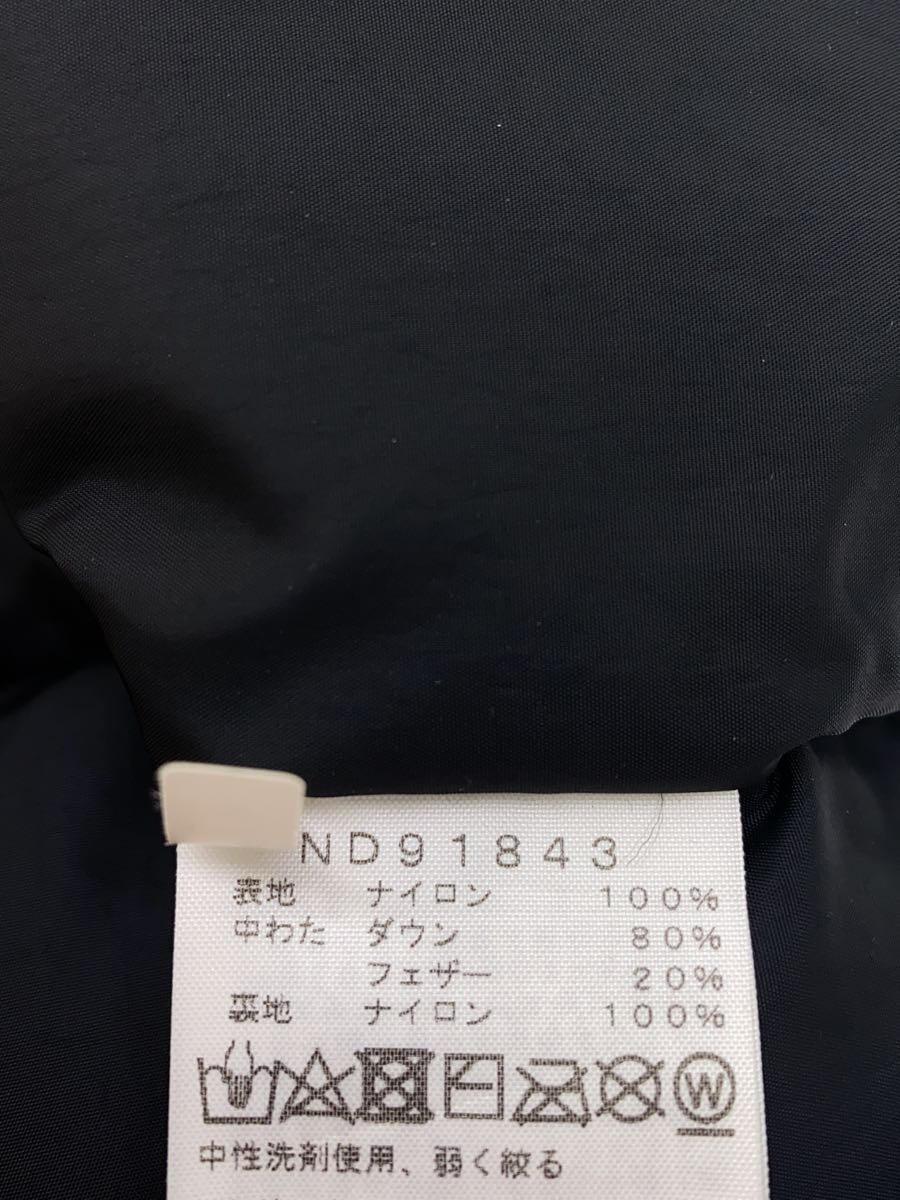 ND91843
表地 ナイロン 100%
中わた ダウン 80%
フェザー 20%
裏地 ナイロン 100%
W
中性洗剤使用、弱く絞る